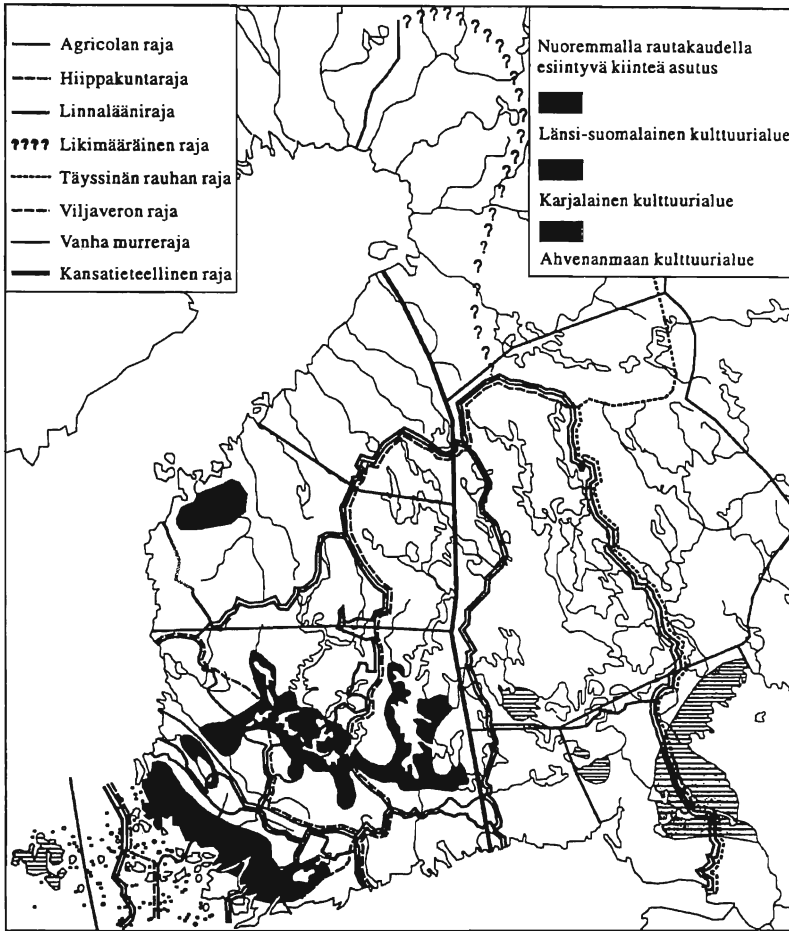 Agricolan raja
Hiippakuntaraja
Linnalääniraja
???? Likimääräinen raja
Täyssinän rauhan raja
Viljaveron raja
Vanha murreraja
Kansatieteellinen raja
Nuoremmalla rautakaudella
esiintyvä kiinteä asutus
Länsi-suomalainen kulttuurialue
Karjalainen kulttuurialue
Ahvenanmaan kulttuurialue